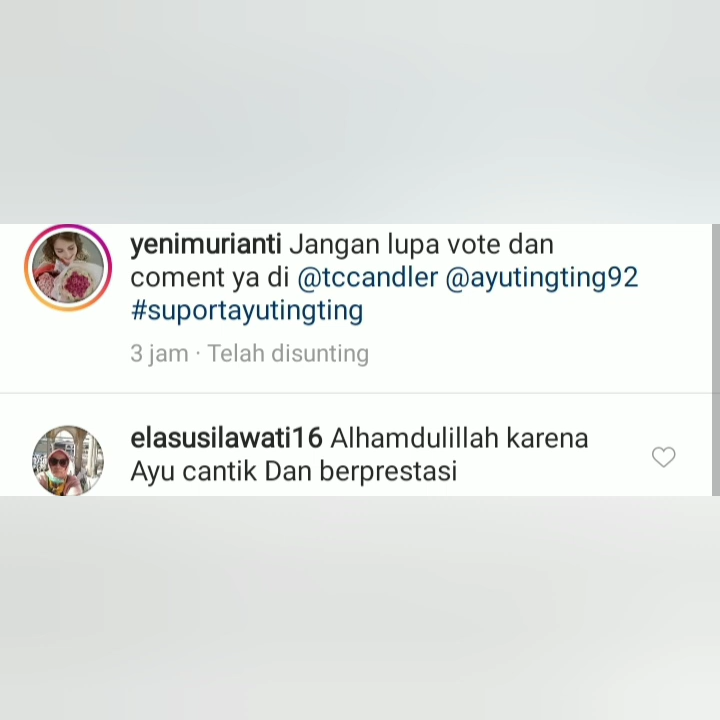 yenimurianti Jangan lupa vote dan
coment ya di @tccandler @ayutingting92
#suportayutingting
3 jam · Telah disunting
elasusilawati16 Alhamdulillah karena
Ayu cantik Dan berprestasi